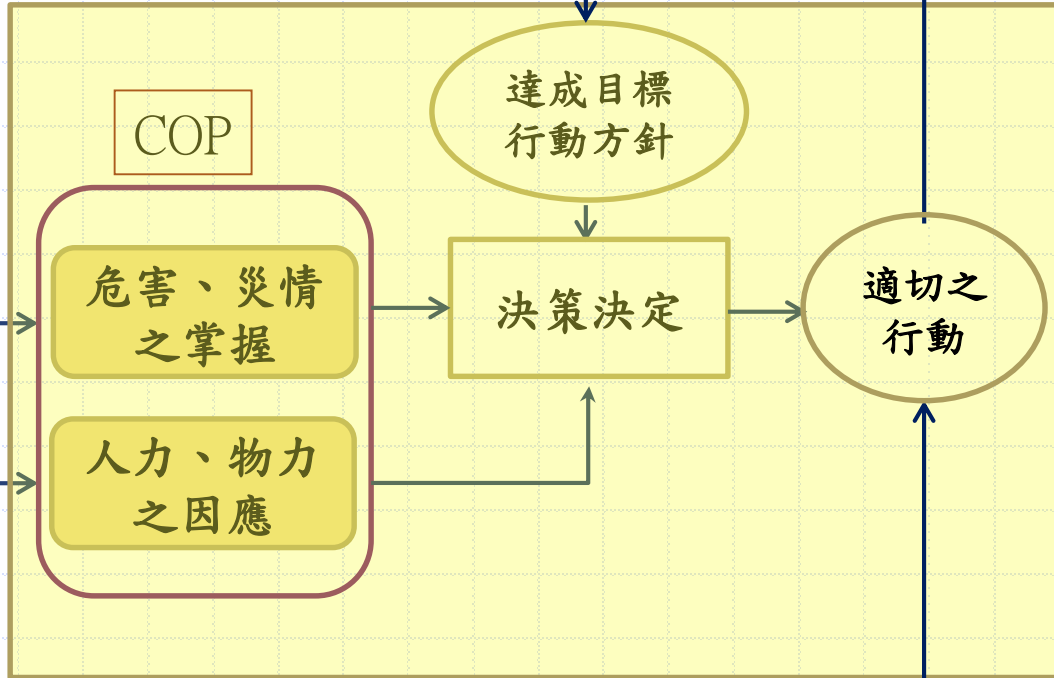 達成目標
行動方針
COP
危害、災情
之掌握
決策決定
適切之
行動
人力、物力
之因應